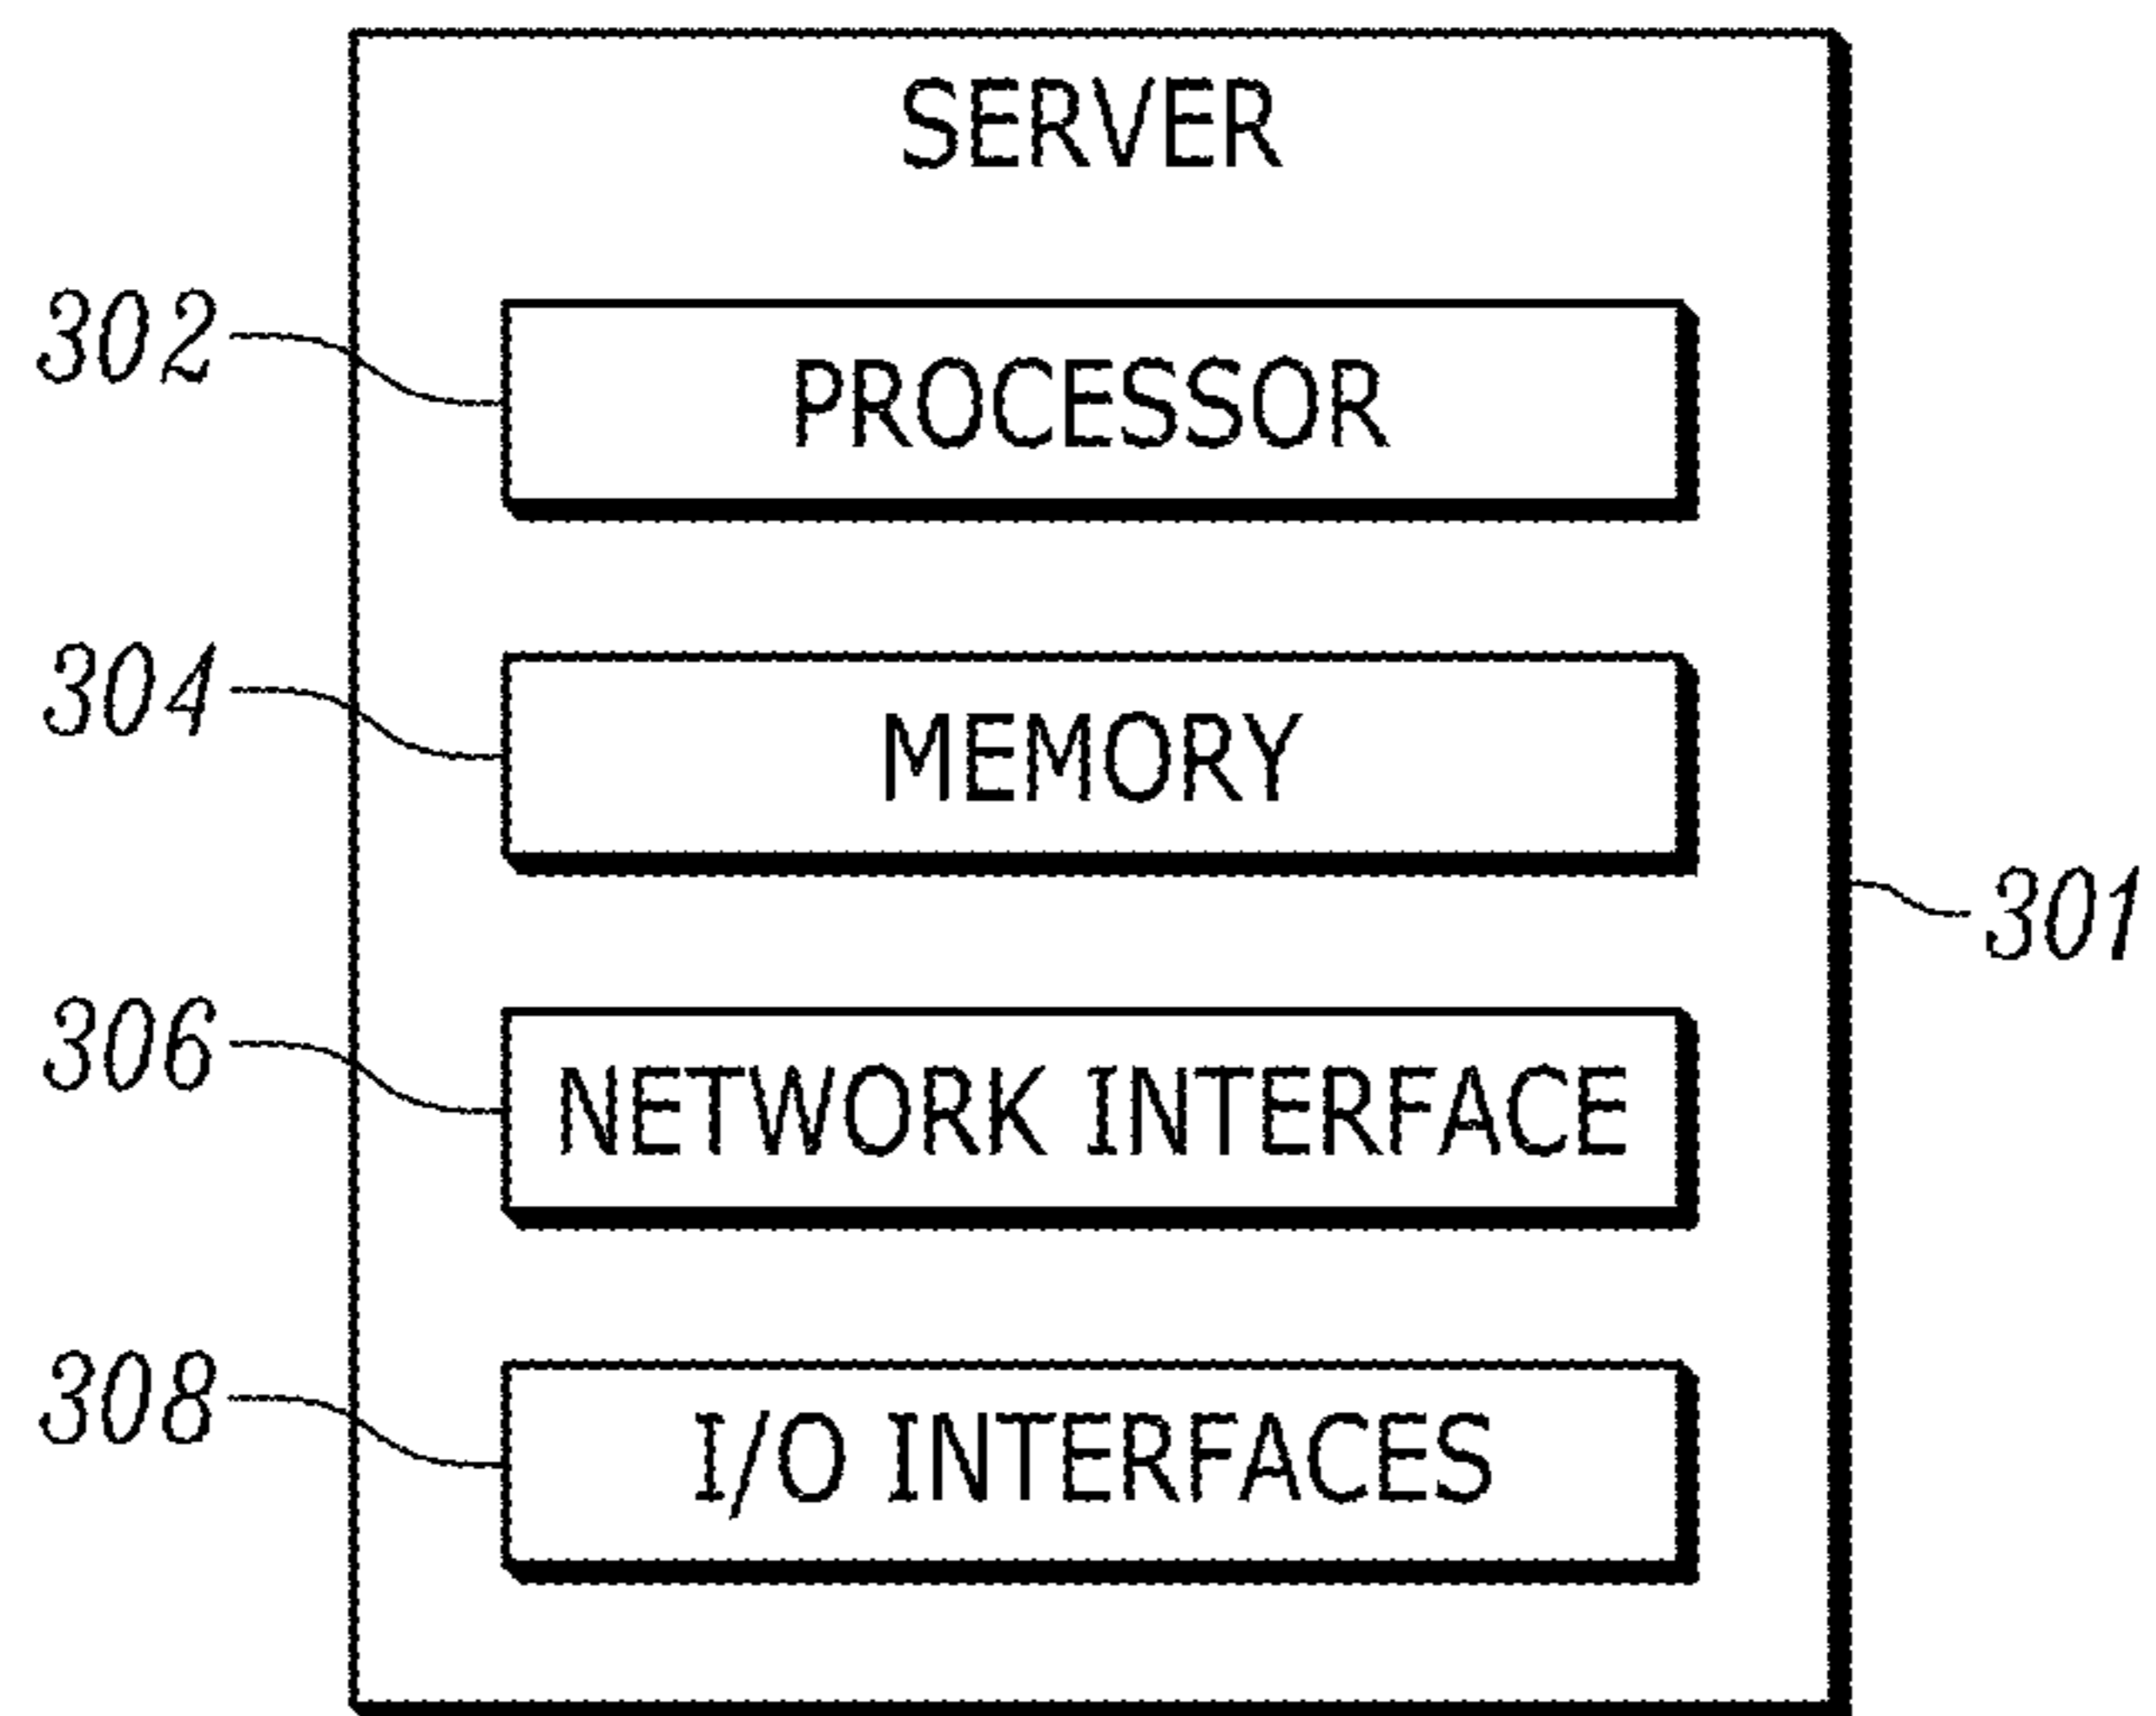 SERVER
302
PROCESSOR
304
MEMORY
301
306
NETWORK INTERFACE
308
I/O INTERFACES